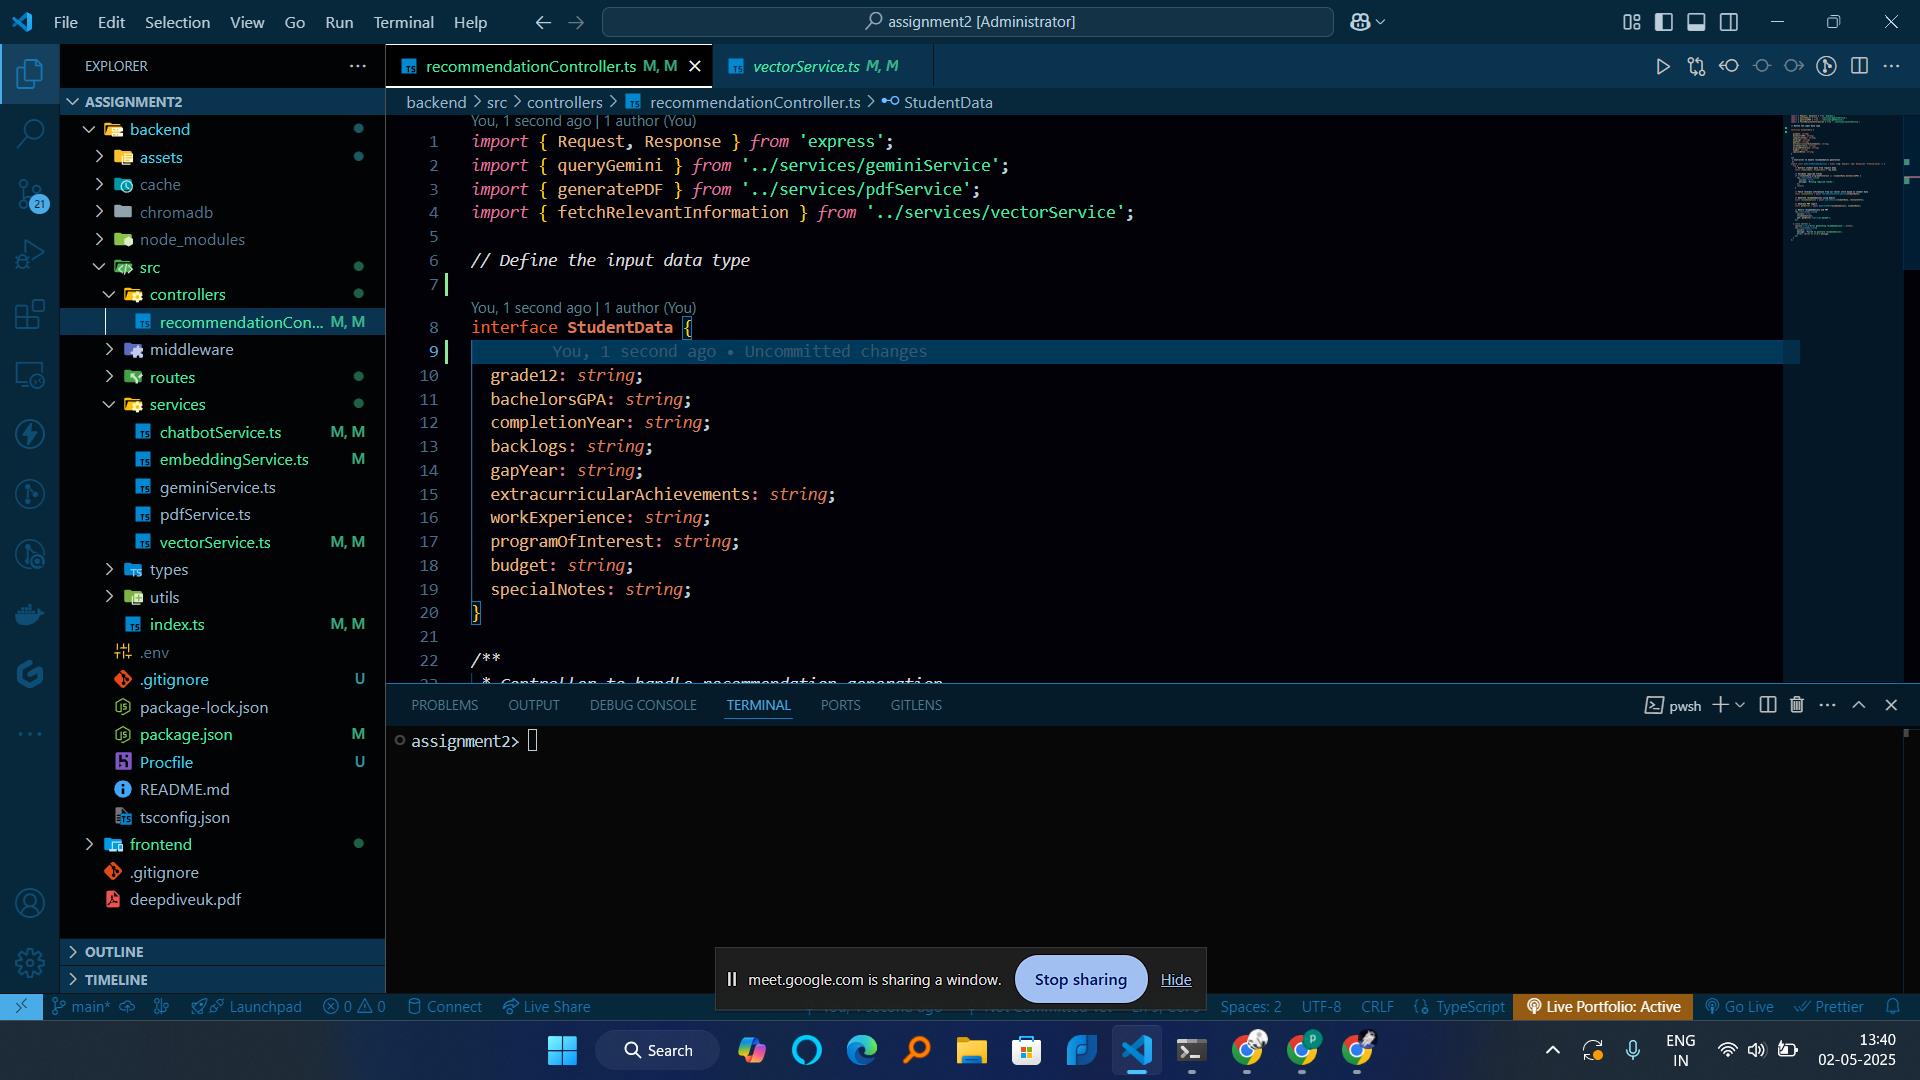 File Edit Selection View Go Run Terminal Help
assignment2 [Administrator]
EXPLORER
ASSIGNMENT2
backend
assets
cache
chromadb
node_modules
src
controllers
recommendationCon... M, M
middleware
routes
services
chatbotService.ts M, M
embeddingService.ts M
geminiService.ts
pdfService.ts
vectorService.ts M, M
types
utils
index.ts M, M
.env
.gitignore U
package-lock.json
package.json M
Procfile U
README.md
tsconfig.json
frontend
.gitignore
deepdiveuk.pdf
OUTLINE
TIMELINE
21
recommendationController.ts M, M
vectorService.ts M, M
backend > src > controllers > recommendationController.ts > StudentData
You, 1 second ago | 1 author (You)
1 import { Request, Response } from 'express';
2 import { queryGemini } from '../services/geminiService';
3 import { generatePDF } from '../services/pdfService';
4 import { fetchRelevantInformation } from '../services/vectorService';
5
6 // Define the input data type
7
You, 1 second ago | 1 author (You)
8 interface StudentData {
9 You, 1 second ago • Uncommitted changes
10 grade12: string;
11 bachelorsGPA: string;
12 completionYear: string;
13 backlogs: string;
14 gapYear: string;
15 extracurricularAchievements: string;
16 workExperience: string;
17 programOfInterest: string;
18 budget: string;
19 specialNotes: string;
20 }
21
22 /**
23 * Controller to handle recommendation generation
PROBLEMS OUTPUT DEBUG CONSOLE TERMINAL PORTS GITLENS
pwsh
assignment2>
meet.google.com is sharing a window. Stop sharing Hide
main* Launchpad 0 0 Connect Live Share
Spaces: 2 UTF-8 CRLF {} TypeScript Live Portfolio: Active Go Live Prettier
Search
ENG
IN
13:40
02-05-2025